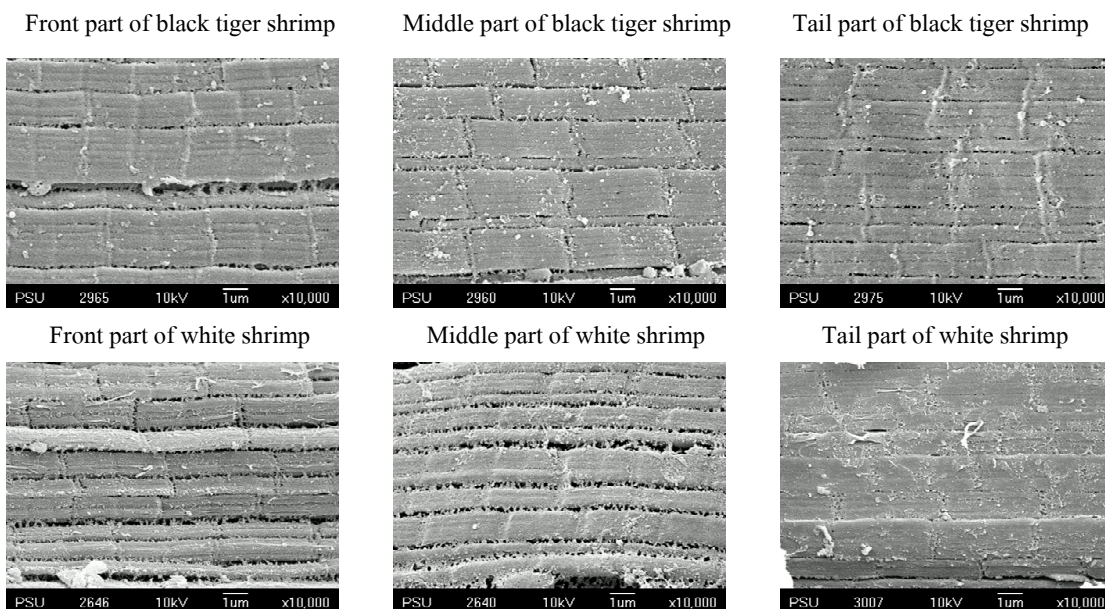 Front part of black tiger shrimp
Middle part of black tiger shrimp
Tail part of black tiger shrimp
PSU 2965 10kV 1um x10,000
PSU 2960 10kV 1um x10,000
PSU 2975 10kV 1um x10,000
Front part of white shrimp
Middle part of white shrimp
Tail part of white shrimp
PSU 2646 10kV 1um x10,000
PSU 2640 10kV 1um x10,000
PSU 3007 10kV 1um x10,000